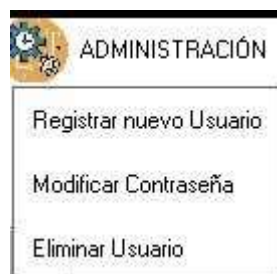 ADMINISTRACIÓN
Registrar nuevo Usuario
Modificar Contraseña
Eliminar Usuario